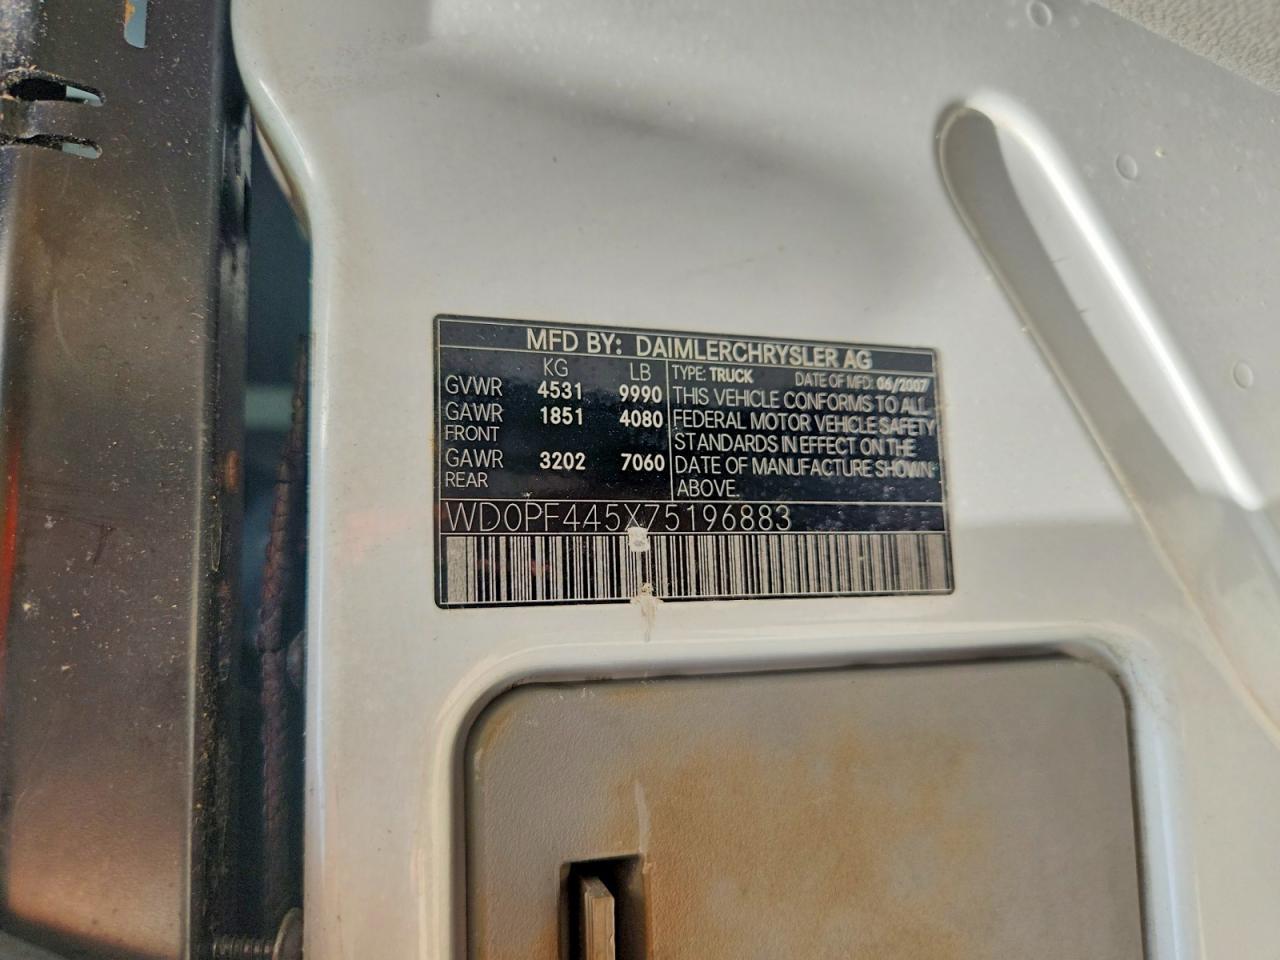 MFD BY: DAIMLERCHRYSLER AG
KG LB
GVWR 4531 9990
GAWR FRONT 1851 4080
GAWR REAR 3202 7060
TYPE: TRUCK DATE OF MFD: 06/2007
THIS VEHICLE CONFORMS TO ALL
FEDERAL MOTOR VEHICLE SAFETY
STANDARDS IN EFFECT ON THE
DATE OF MANUFACTURE SHOWN
ABOVE.
WD0PF445X75196883